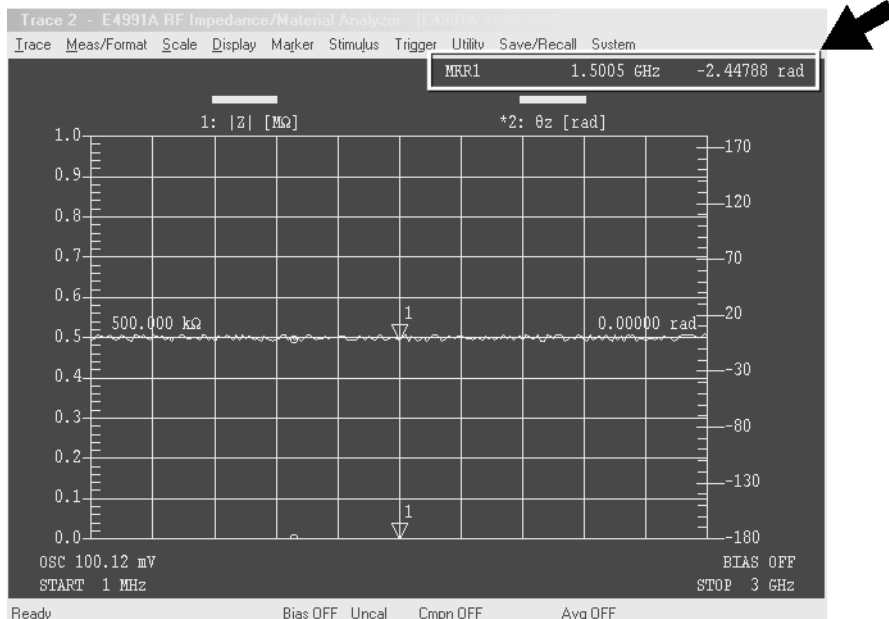 Trace 2 - E4991A RF Impedance/Material Analyzer - [E4991A
Trace Meas/Format Scale Display Marker Stimulus Trigger Utility Save/Recall System
MKR1 1.5005 GHz -2.44788 rad
1: |Z| [MΩ] *2: θz [rad]
1.0 170
0.9
0.8 120
0.7 70
0.6
500.000 kΩ 1 0.00000 rad 20
0.5
0.4 -30
0.3 -80
0.2
0.1 -130
1
0.0 -180
OSC 100.12 mV BIAS OFF
START 1 MHz STOP 3 GHz
Ready Bias OFF Uncal Cmpn OFF Avg OFF